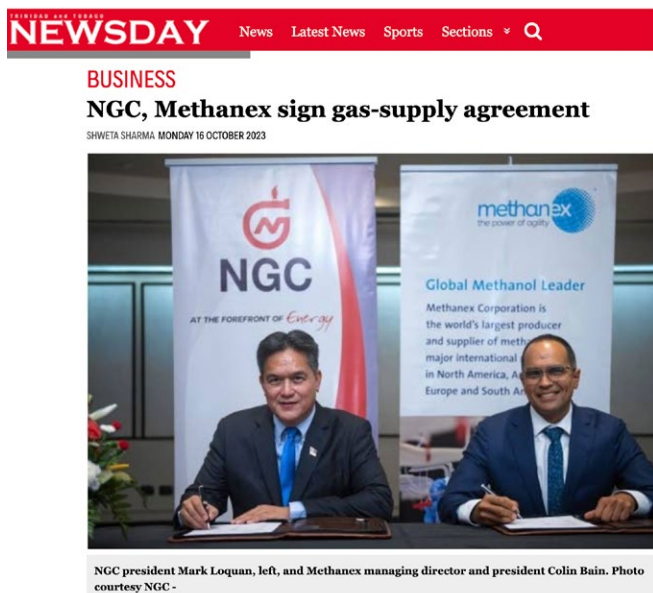 TRINIDAD and TOBAGO
NEWSDAY
News Latest News Sports Sections
BUSINESS
NGC, Methanex sign gas-supply agreement
SHWETA SHARMA MONDAY 16 OCTOBER 2023
NGC
AT THE FOREFRONT OF Energy
methanex
the power of agility
Global Methanol Leader
Methanex Corporation is
the world's largest producer
and supplier of
major international
in North America,
Europe and South
NGC president Mark Loquan, left, and Methanex managing director and president Colin Bain. Photo
courtesy NGC -